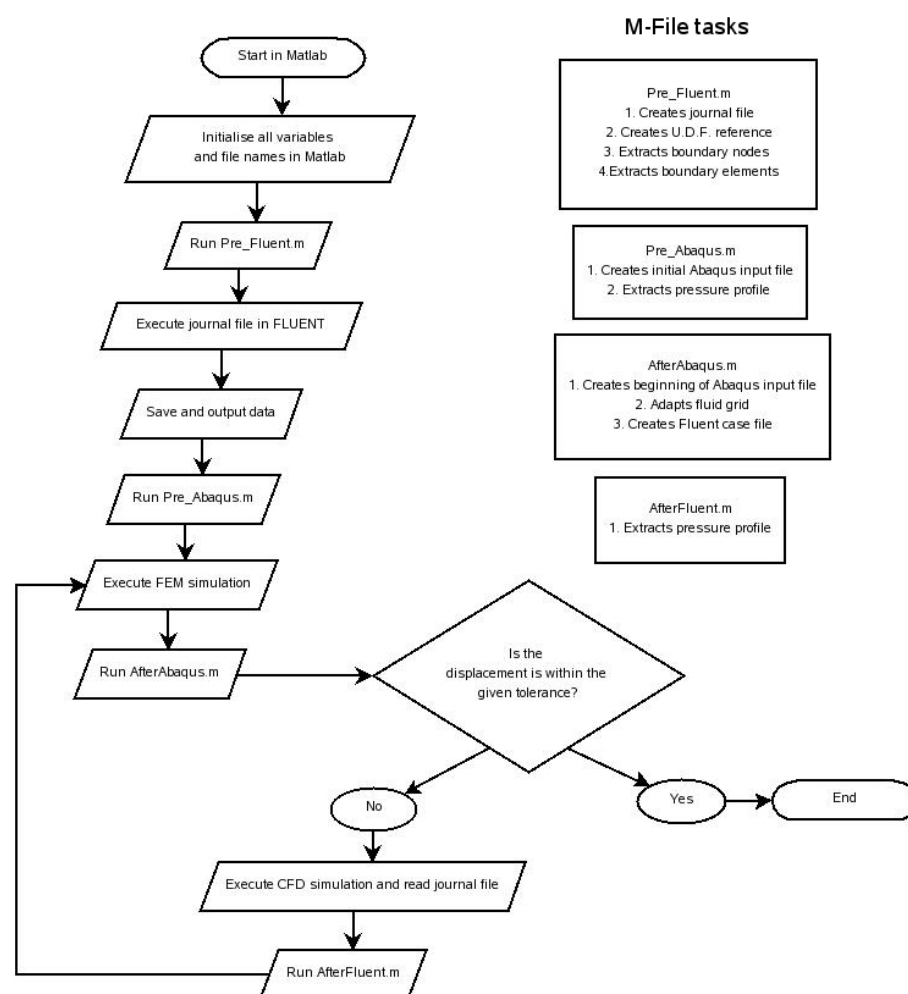 M-File tasks
Start in Matlab
Initialise all variables
and file names in Matlab
Run Pre_Fluent.m
Execute journal file in FLUENT
Save and output data
Run Pre_Abaqus.m
Execute FEM simulation
Run AfterAbaqus.m
Is the
displacement is within the
given tolerance?
No
Yes
End
Execute CFD simulation and read journal file
Run AfterFluent.m
Pre_Fluent.m
1. Creates journal file
2. Creates U.D.F. reference
3. Extracts boundary nodes
4.Extracts boundary elements
Pre_Abaqus.m
1. Creates initial Abaqus input file
2. Extracts pressure profile
AfterAbaqus.m
1. Creates beginning of Abaqus input file
2. Adapts fluid grid
3. Creates Fluent case file
AfterFluent.m
1. Extracts pressure profile